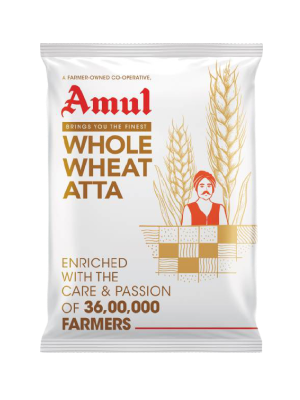 A FARMER-OWNED CO-OPERATIVE.
Amul
BRINGS YOU THE FINEST
WHOLE
WHEAT
ATTA
ENRICHED
WITH THE
CARE & PASSION
OF 36,00,000
FARMERS